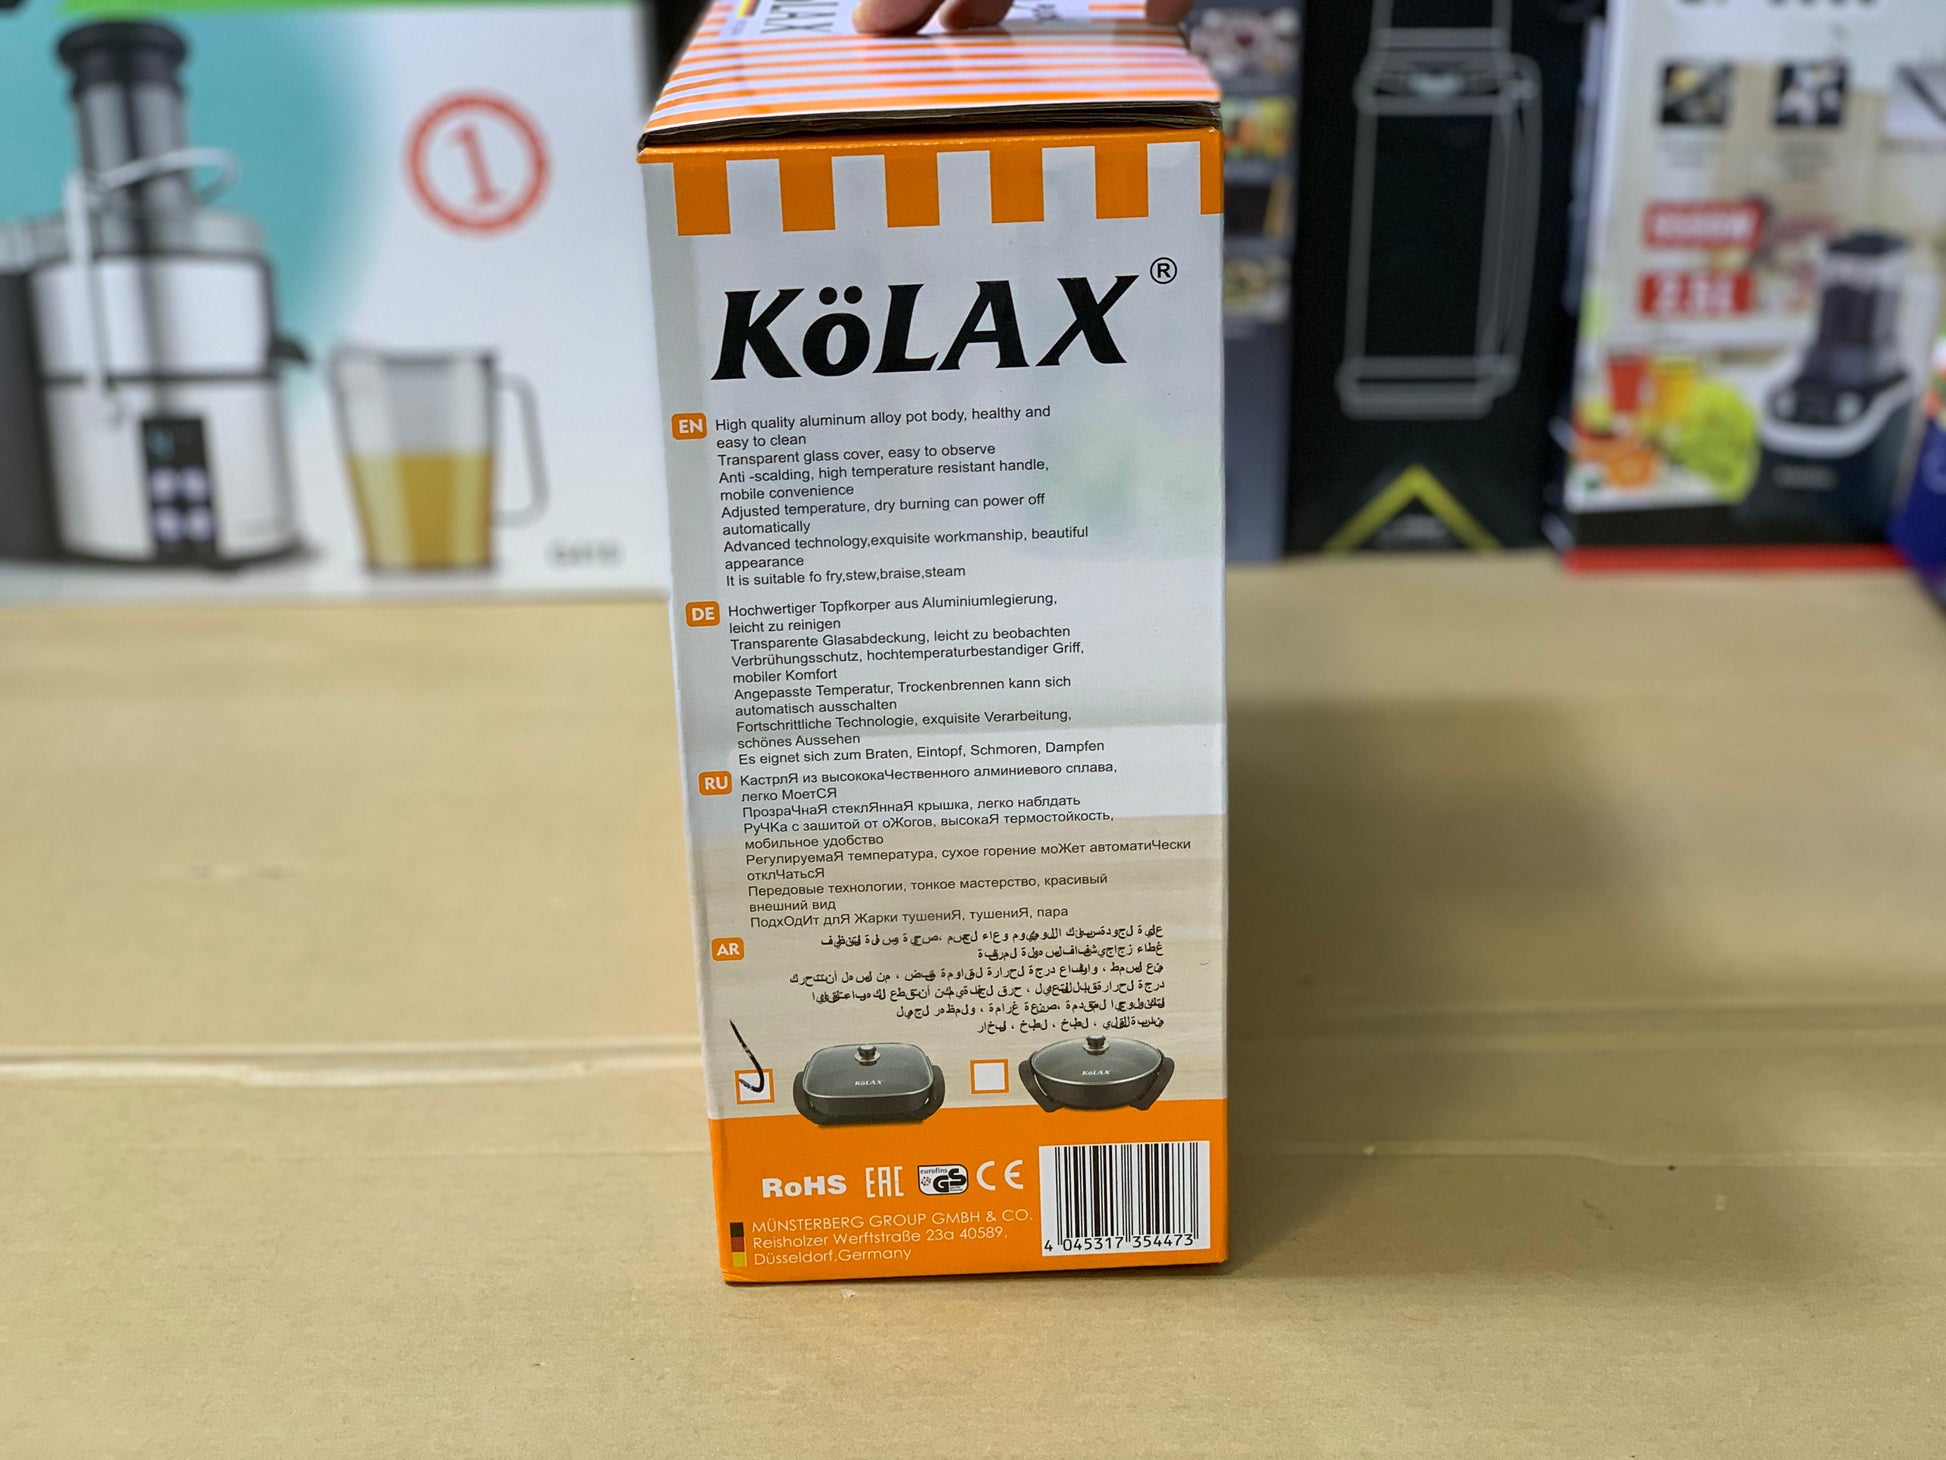 KöLAX ®
EN High quality aluminum alloy pot body, healthy and
easy to clean
Transparent glass cover, easy to observe
Anti -scalding, high temperature resistant handle,
mobile convenience
Adjusted temperature, dry burning can power off
automatically
Advanced technology,exquisite workmanship, beautiful
appearance
It is suitable fo fry,stew,braise,steam
DE Hochwertiger Topfkorper aus Aluminiumlegierung,
leicht zu reinigen
Transparente Glasabdeckung, leicht zu beobachten
Verbrühungsschutz, hochtemperaturbestandiger Griff,
mobiler Komfort
Angepasste Temperatur, Trockenbrennen kann sich
automatisch ausschalten
Fortschrittliche Technologie, exquisite Verarbeitung,
schönes Aussehen
Es eignet sich zum Braten, Eintopf, Schmoren, Dampfen
RU КастрлЯ из высококаЧественного алминиевого сплава,
легко МоетСЯ
ПрозраЧнаЯ стеклЯннаЯ крышка, легко наблдать
РуЧКа с зашитой от оЖогов, высокаЯ термостойкость,
мобильное удобство
РегулируемаЯ температура, сухое горение моЖет автоматиЧески
отклЧатьсЯ
Передовые технологии, тонкое мастерство, красивый
внешний вид
ПодхОдИт длЯ Жарки тушениЯ, тушениЯ, пара
AR
KöLAX
KöLAX
RoHS EAC eurofins GS CE
MÜNSTERBERG GROUP GMBH & CO.
Reisholzer Werftstraße 23a 40589,
Düsseldorf,Germany
4 045317 354473
1